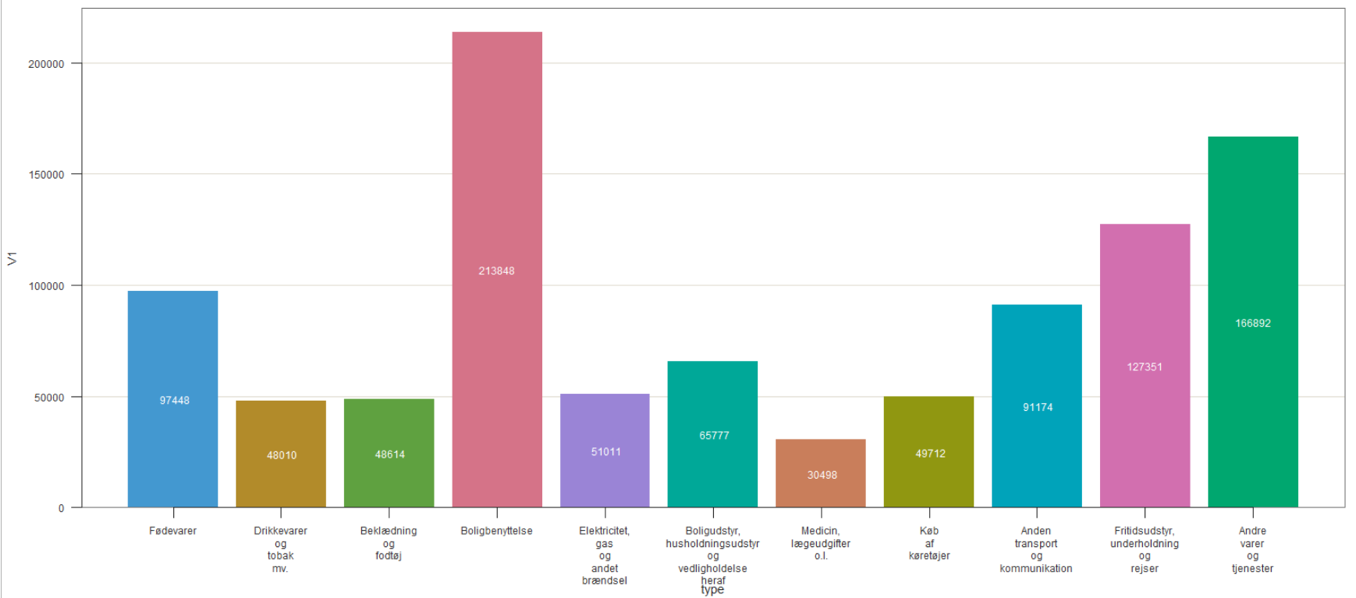 200000
150000
100000
50000
0
V1
97448
48010
48614
213848
51011
65777
30498
49712
91174
127351
166892
Fødevarer
Drikkevarer
og
tobak
mv.
Beklædning
og
fodtøj
Boligbenyttelse
Elektricitet,
gas
og
andet
brændsel
Boligudstyr,
husholdningsudstyr
og
vedligholdelse
heraf
Medicin,
lægeudgifter
o.l.
Køb
af
køretøjer
Anden
transport
og
kommunikation
Fritidsudstyr,
underholdning
og
rejser
Andre
varer
og
tjenester
type